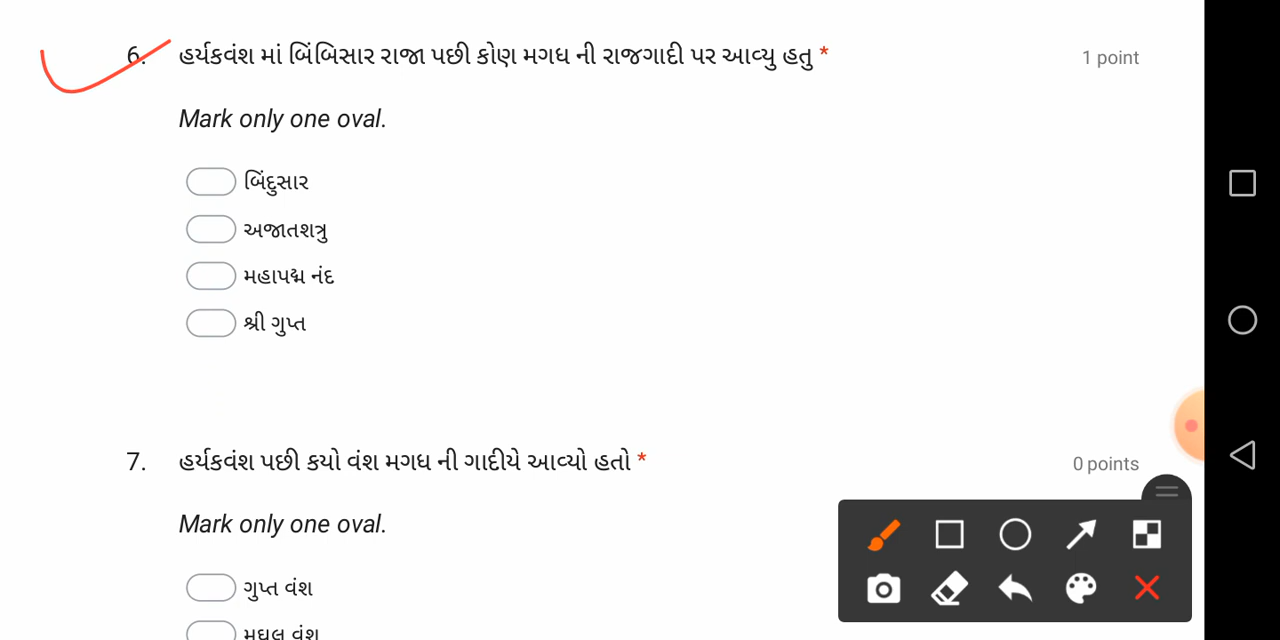 6. હર્યકવંશ માં બિંબિસાર રાજા પછી કોણ મગધ ની રાજગાદી પર આવ્યુ હતુ * 1 point
Mark only one oval.
બિંદુસાર
અજાતશત્રુ
મહાપદ્મ નંદ
શ્રી ગુપ્ત
7. હર્યકવંશ પછી કયો વંશ મગધ ની ગાદીયે આવ્યો હતો * 0 points
Mark only one oval.
ગુપ્ત વંશ
મુઘલ વંશ